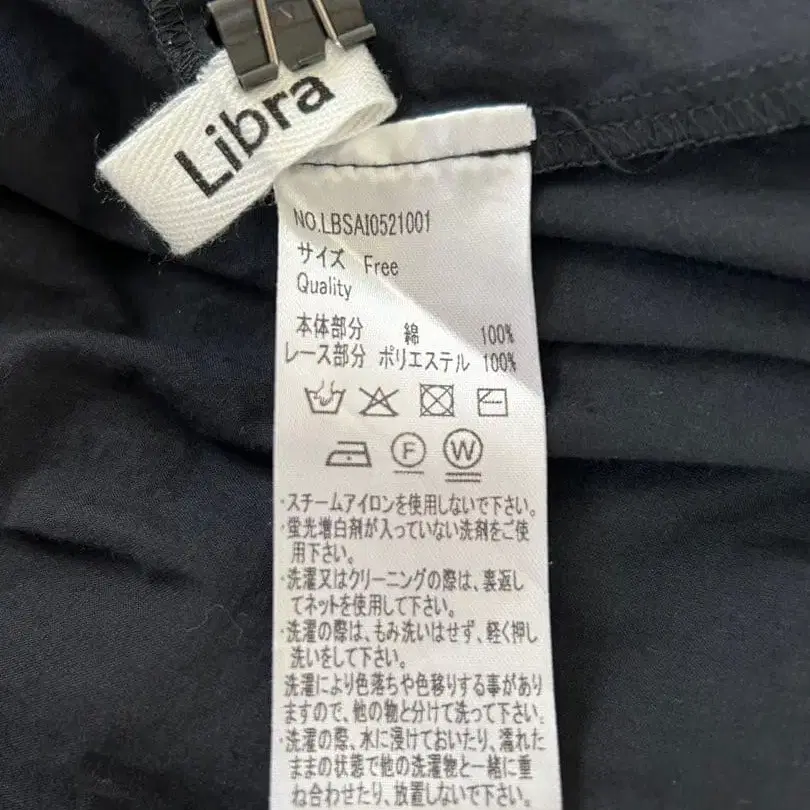 Libra
NO.LBSAI0521001
サイズ Free
Quality
本体部分 綿 100%
レース部分 ポリエステル 100%
F W
・スチームアイロンを使用しないで下さい。
・蛍光増白剤が入っていない洗剤をご使
用下さい。
・洗濯又はクリーニングの際は、裏返し
てネットを使用して下さい。
・洗濯の際は、もみ洗いはせず、軽く押し
洗いをして下さい。
洗濯により色落ちや色移りする事があり
ますので、他の物と分けて洗って下さい。
・洗濯の際、水に浸けておいたり、濡れた
ままの状態で他の洗濯物と一緒に重
ね合わせたり、放置しないで下さい。